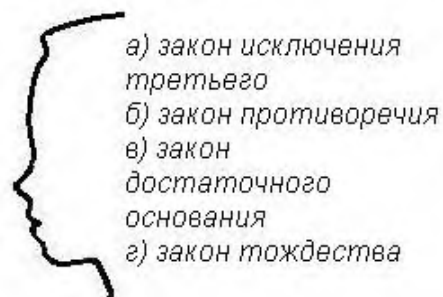 а) закон исключения
третьего
б) закон противоречия
в) закон
достаточного
основания
г) закон тождества